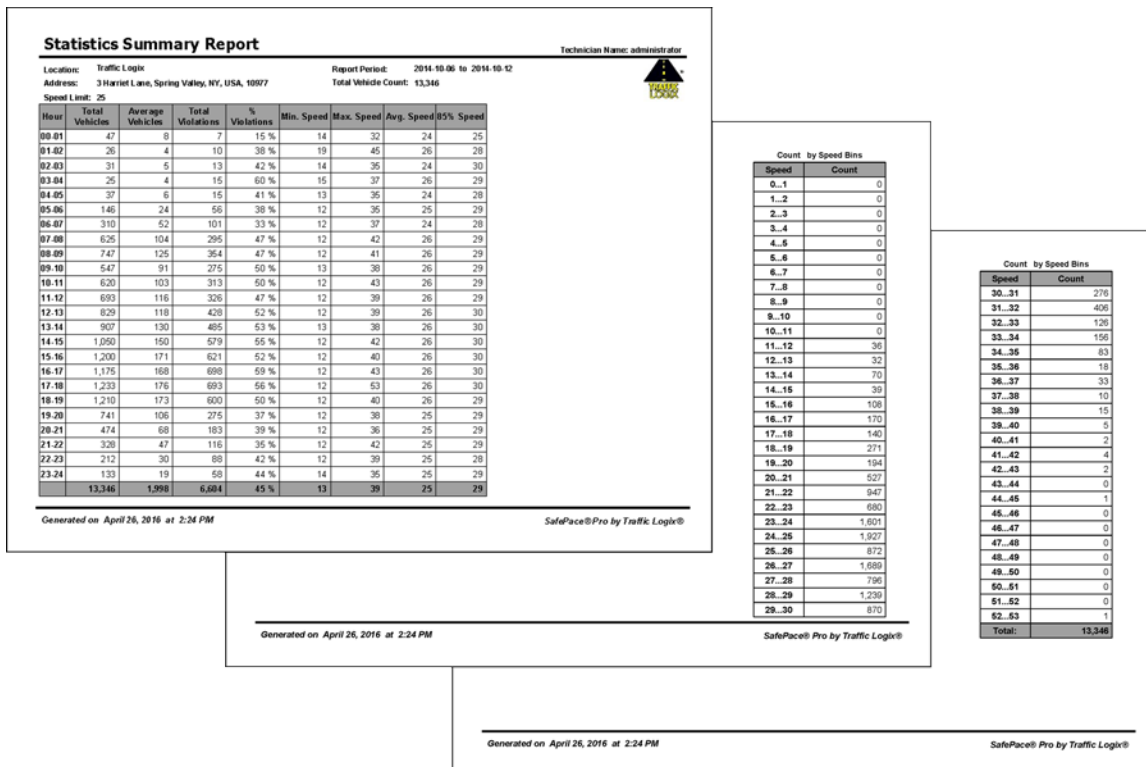 Statistics Summary Report
Technician Name: administrator
Location: Traffic Logix
Report Period: 2014-10-06 to 2014-10-12
Address: 3 Harriet Lane, Spring Valley, NY, USA, 10977
Total Vehicle Count: 13,346
Speed Limit: 25
TRAFFIC LOGIX
Hour Total Vehicles Average Vehicles Total Violations % Violations Min. Speed Max. Speed Avg. Speed 85% Speed
00-01 47 8 7 15 % 14 32 24 25
01-02 26 4 10 38 % 19 45 26 28
02-03 31 5 13 42 % 14 35 24 30
03-04 25 4 15 60 % 15 37 26 29
04-05 37 6 15 41 % 13 35 24 28
05-06 146 24 56 38 % 12 35 25 29
06-07 310 52 101 33 % 12 37 24 28
07-08 625 104 295 47 % 12 42 26 29
08-09 747 125 354 47 % 12 41 26 29
09-10 547 91 275 50 % 13 38 26 29
10-11 620 103 313 50 % 12 43 26 29
11-12 693 116 326 47 % 12 39 26 29
12-13 829 118 428 52 % 12 39 26 30
13-14 907 130 485 53 % 13 38 26 30
14-15 1,050 150 579 55 % 12 42 26 30
15-16 1,200 171 621 52 % 12 40 26 30
16-17 1,175 168 698 59 % 12 43 26 30
17-18 1,233 176 693 56 % 12 53 26 30
18-19 1,210 173 600 50 % 12 40 26 29
19-20 741 106 275 37 % 12 38 25 29
20-21 474 68 183 39 % 12 36 25 29
21-22 328 47 116 35 % 12 42 25 29
22-23 212 30 88 42 % 12 39 25 28
23-24 133 19 58 44 % 14 35 25 29
13,346 1,998 6,604 45 % 13 39 25 29
Generated on April 26, 2016 at 2:24 PM
SafePace®Pro by Traffic Logix®
Count by Speed Bins
Speed Count
0...1 0
1...2 0
2...3 0
3...4 0
4...5 0
5...6 0
6...7 0
7...8 0
8...9 0
9...10 0
10...11 0
11...12 36
12...13 32
13...14 70
14...15 39
15...16 108
16...17 170
17...18 140
18...19 271
19...20 194
20...21 527
21...22 947
22...23 680
23...24 1,601
24...25 1,927
25...26 872
26...27 1,689
27...28 796
28...29 1,239
29...30 870
Generated on April 26, 2016 at 2:24 PM
SafePace® Pro by Traffic Logix®
Count by Speed Bins
Speed Count
30...31 276
31...32 406
32...33 126
33...34 156
34...35 83
35...36 18
36...37 33
37...38 10
38...39 15
39...40 5
40...41 2
41...42 4
42...43 2
43...44 0
44...45 1
45...46 0
46...47 0
47...48 0
48...49 0
49...50 0
50...51 0
51...52 0
52...53 1
Total: 13,346
Generated on April 26, 2016 at 2:24 PM
SafePace® Pro by Traffic Logix®